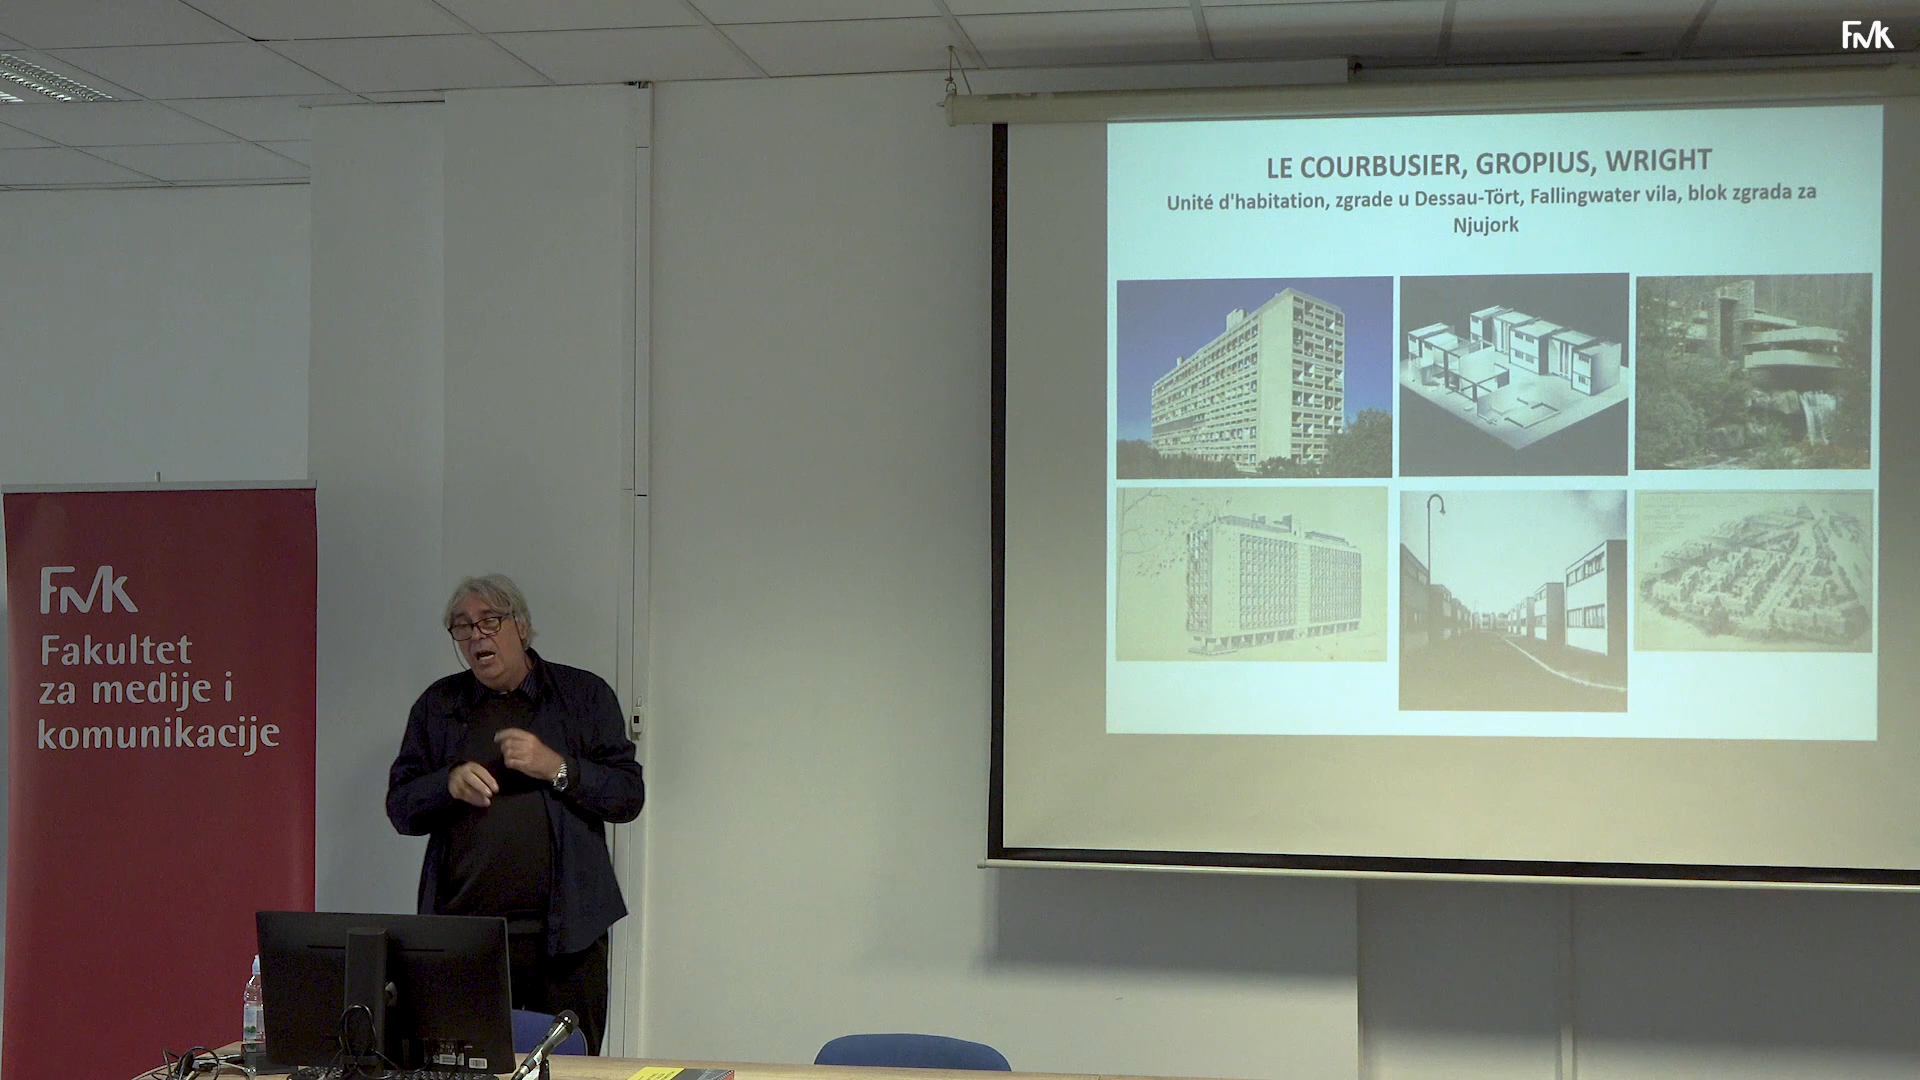 FMK
LE COURBUSIER, GROPIUS, WRIGHT
Unité d'habitation, zgrade u Dessau-Tört, Fallingwater vila, blok zgrada za
Njujork
FMK
Fakultet
za medije i
komunikacije